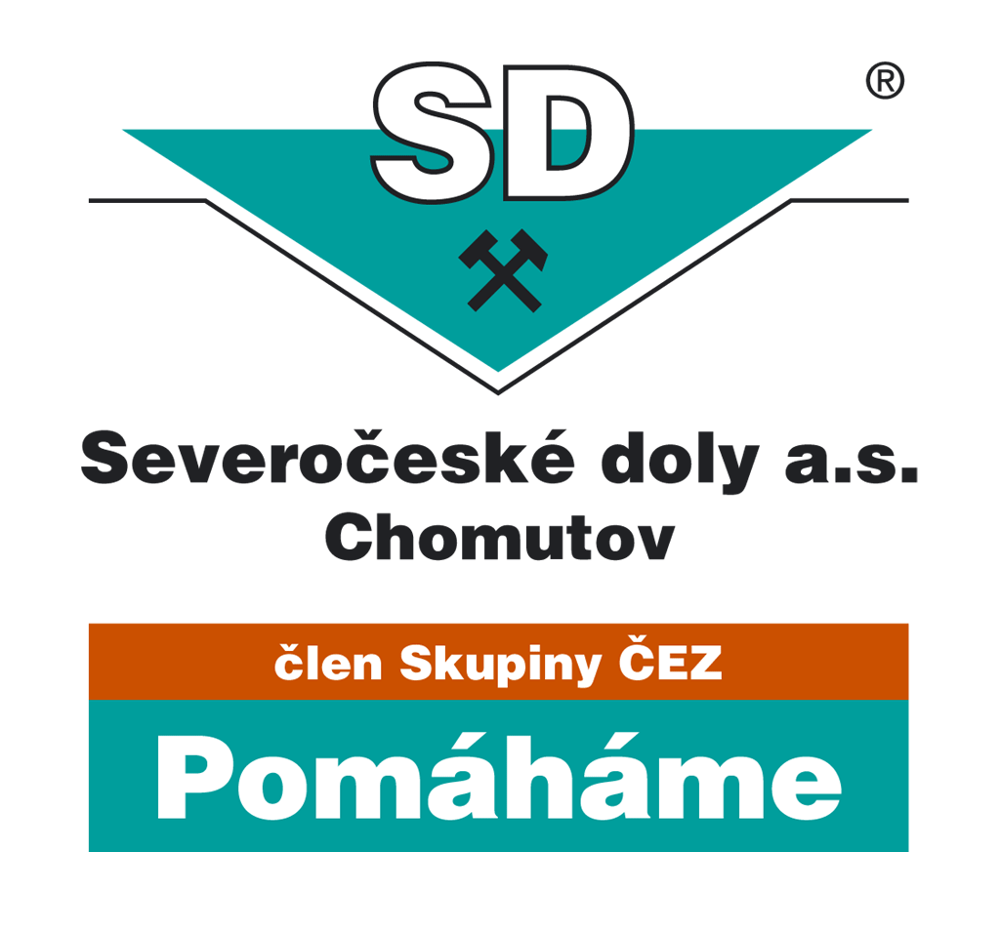 SD ®
Severočeské doly a.s.
Chomutov
člen Skupiny ČEZ
Pomáháme